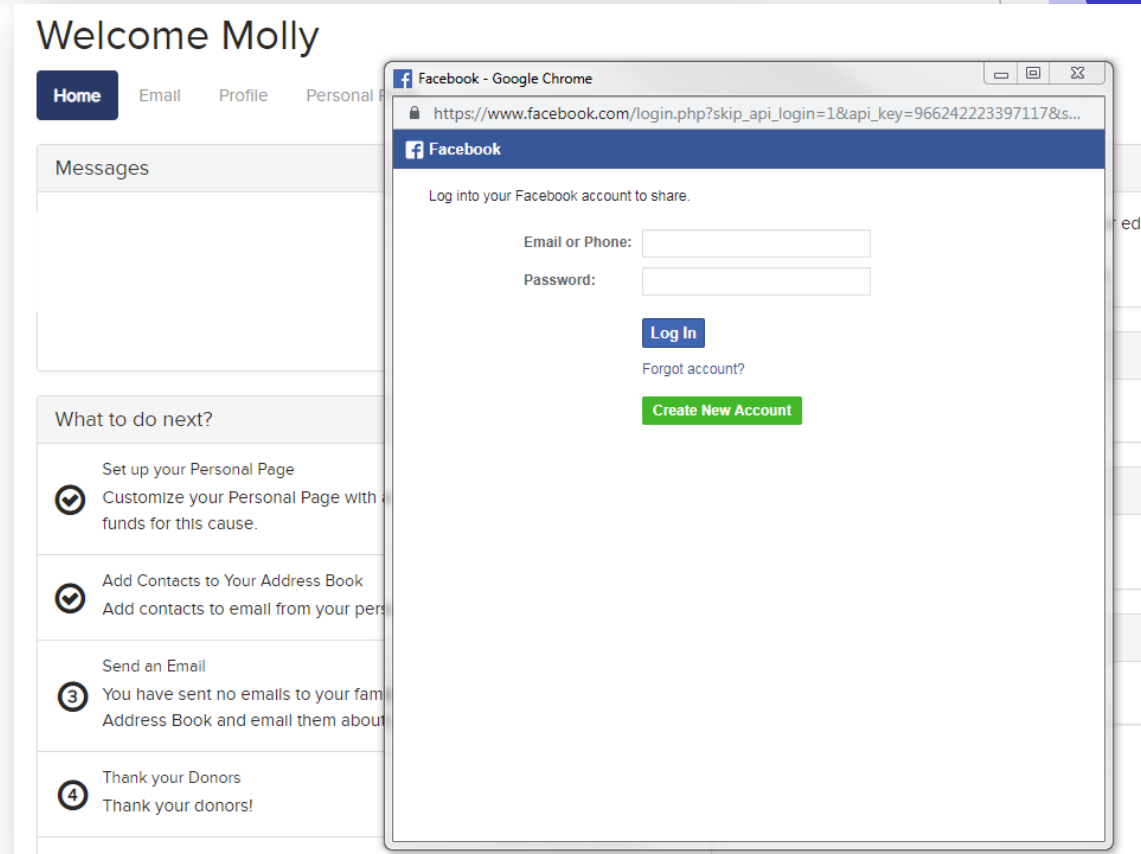 Welcome Molly
Home Email Profile Personal
Messages
What to do next?
Set up your Personal Page
Customize your Personal Page with
funds for this cause.
Add Contacts to Your Address Book
Add contacts to email from your pers
3
Send an Email
You have sent no emails to your fam
Address Book and email them about
4
Thank your Donors
Thank your donors!
Facebook - Google Chrome
https://www.facebook.com/login.php?skip_api_login=1&api_key=966242223397117&s...
Facebook
Log into your Facebook account to share.
Email or Phone:
Password:
Log In
Forgot account?
Create New Account
ed